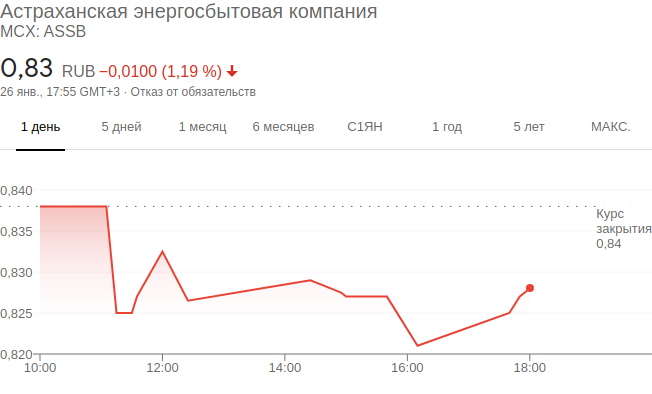 Астраханская энергосбытовая компания
MCX: ASSB
0,83 RUB −0,0100 (1,19 %)
26 янв., 17:55 GMT+3 · Отказ от обязательств
1 день 5 дней 1 месяц 6 месяцев С1ЯН 1 год 5 лет МАКС.
0,840
Курс
закрытия
0,84
0,835
0,830
0,825
0,820
10:00 12:00 14:00 16:00 18:00